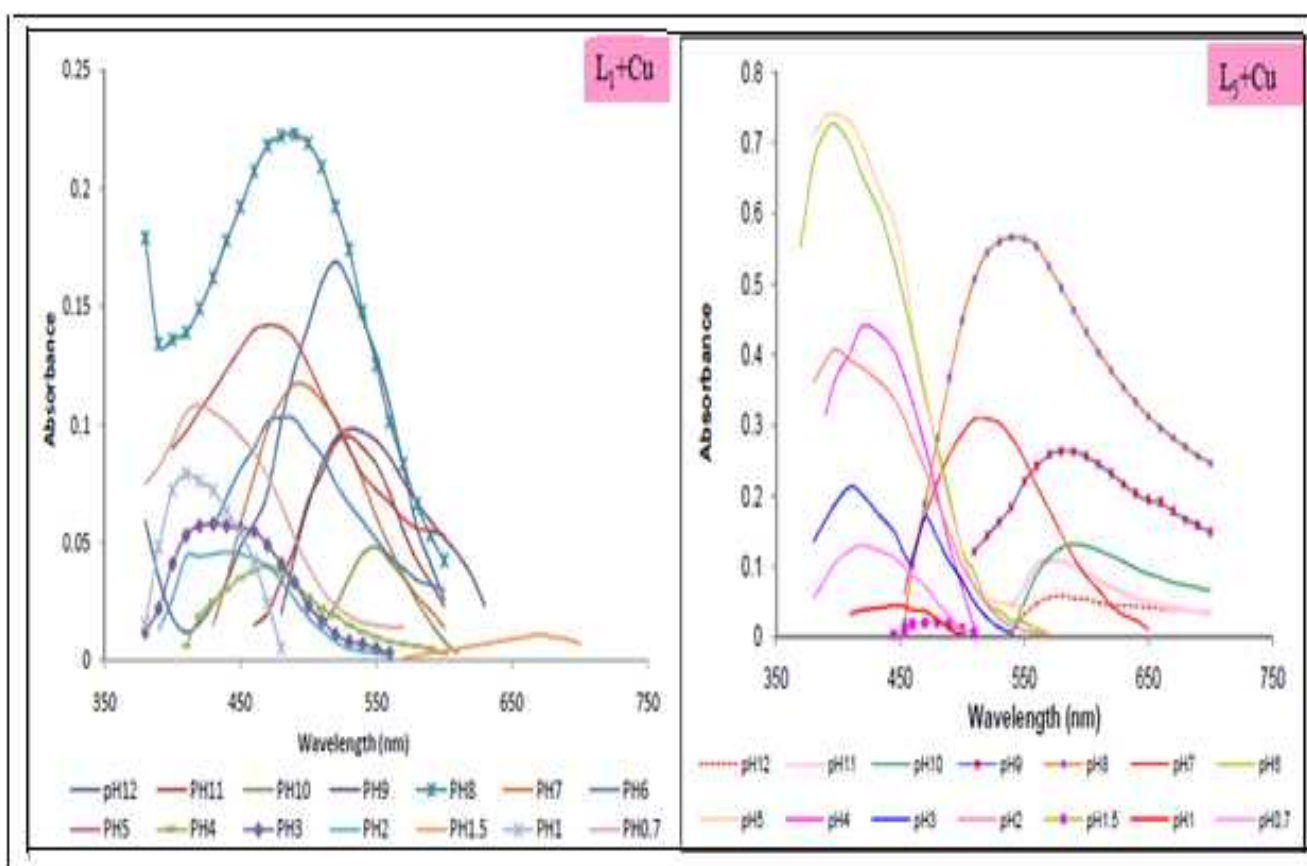 L₁+Cu
0.25
0.2
0.15
0.1
0.05
0
Absorbance
350 450 550 650 750
Wavelength (nm)
pH12 PH11 PH10 PH9 PH8 PH7 PH6
PH5 PH4 PH3 PH2 PH1.5 PH1 PH0.7
L₅+Cu
0.8
0.7
0.6
0.5
0.4
0.3
0.2
0.1
0
Absorbance
350 450 550 650 750
Wavelength (nm)
pH12 pH11 pH10 pH9 pH8 pH7 pH6
pH5 pH4 pH3 pH2 pH1.5 pH1 pH0.7